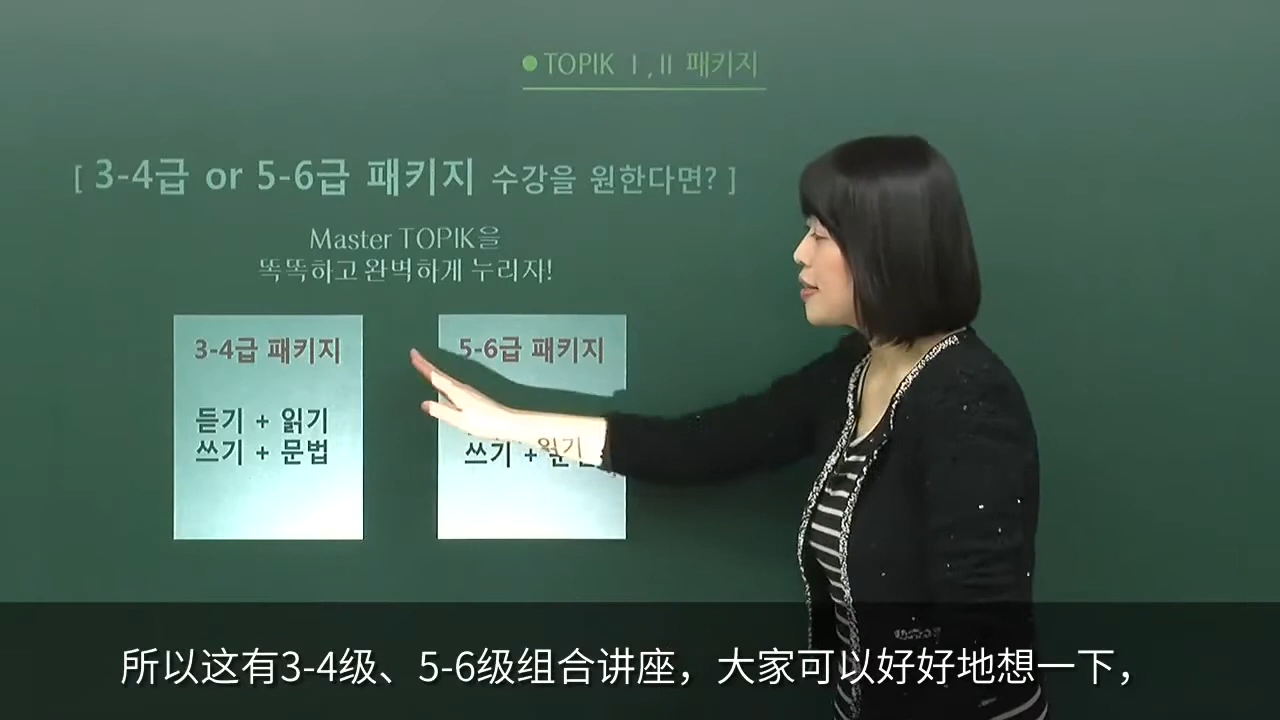 ● TOPIK Ⅰ,Ⅱ 패키지
[ 3-4급 or 5-6급 패키지 수강을 원한다면? ]
Master TOPIK을
똑똑하고 완벽하게 누리자!
3-4급 패키지
듣기 + 읽기
쓰기 + 문법
5-6급 패키지
읽기
쓰기 +
所以这有3-4级、5-6级组合讲座，大家可以好好地想一下，